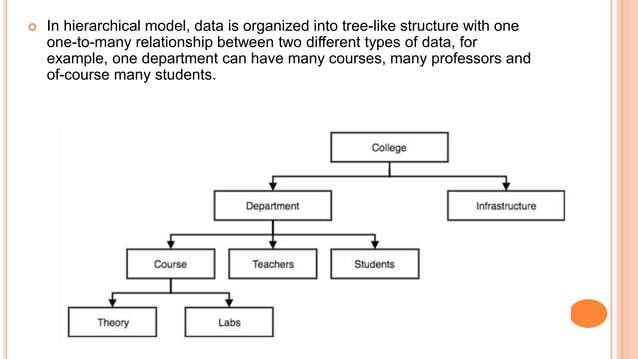 In hierarchical model, data is organized into tree-like structure with one
one-to-many relationship between two different types of data, for
example, one department can have many courses, many professors and
of-course many students.
College
Department
Infrastructure
Course
Teachers
Students
Theory
Labs